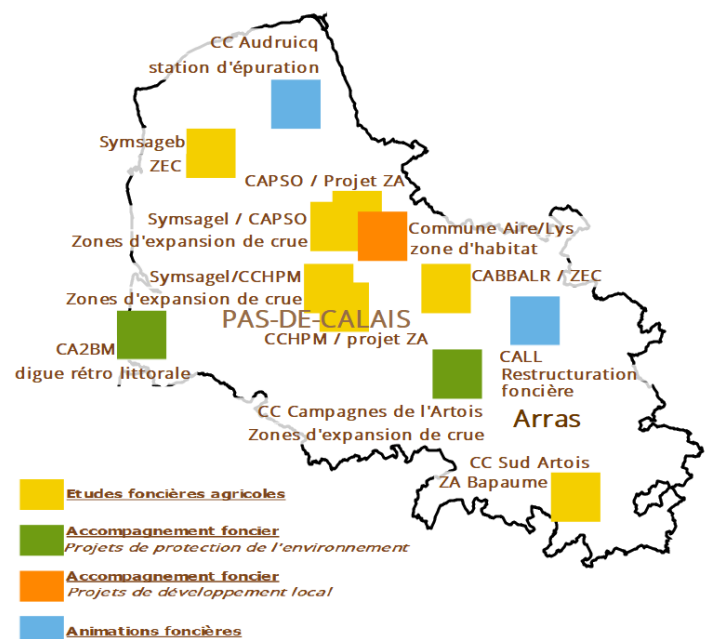 CC Audruicq
station d'épuration
Symsageb
ZEC
CAPSO / Projet ZA
Symsagel / CAPSO
Zones d'expansion de crue
Commune Aire/Lys
zone d'habitat
Symsagel/CCHPM
Zones d'expansion de crue
CABBALR / ZEC
PAS-DE-CALAIS
CCHPM / projet ZA
CA2BM
digue rétro littorale
CALL
Restructuration
foncière
CC Campagnes de l'Artois
Zones d'expansion de crue
Arras
CC Sud Artois
ZA Bapaume
Etudes foncières agricoles
Accompagnement foncier
Projets de protection de l'environnement
Accompagnement foncier
Projets de développement local
Animations foncières